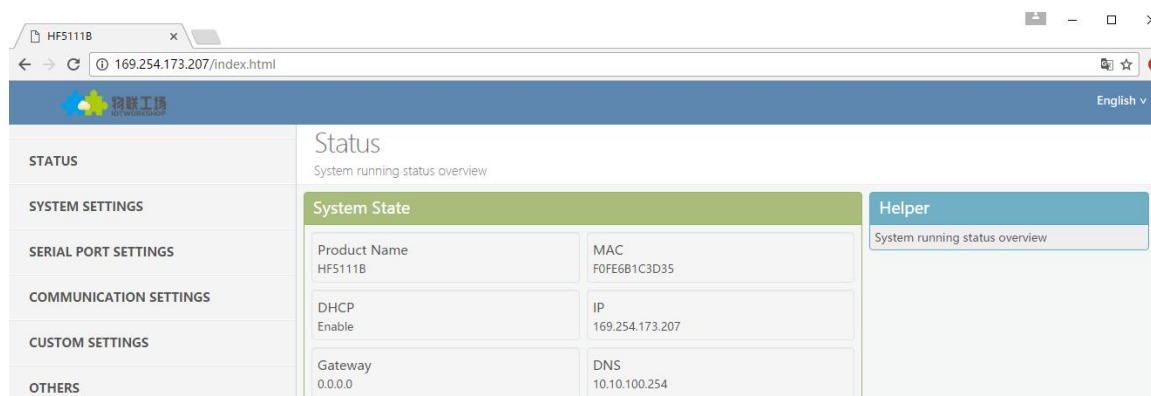 HF5111B
169.254.173.207/index.html
物联工场
IOTWORKSHOP
English
STATUS
SYSTEM SETTINGS
SERIAL PORT SETTINGS
COMMUNICATION SETTINGS
CUSTOM SETTINGS
OTHERS
Status
System running status overview
System State
Product Name
HF5111B
MAC
F0FE6B1C3D35
DHCP
Enable
IP
169.254.173.207
Gateway
0.0.0.0
DNS
10.10.100.254
Helper
System running status overview